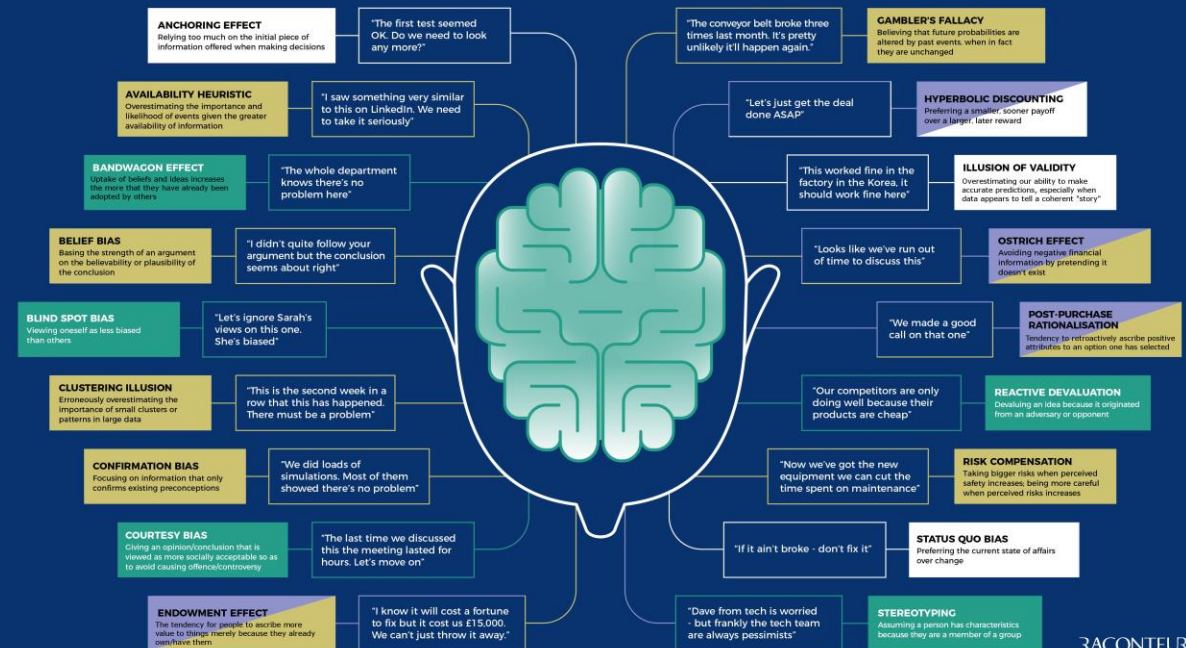 ANCHORING EFFECT
Relying too much on the initial piece of
information offered when making decisions
"The first test seemed
OK. Do we need to look
any more?"
AVAILABILITY HEURISTIC
Overestimating the importance and
likelihood of events given the greater
availability of information
"I saw something very similar
to this on LinkedIn. We need
to take it seriously"
BANDWAGON EFFECT
Uptake of beliefs and ideas increases
the more that they have already been
adopted by others
"The whole department
knows there's no
problem here"
BELIEF BIAS
Basing the strength of an argument
on the believability or plausibility of
the conclusion
"I didn't quite follow your
argument but the conclusion
seems about right"
BLIND SPOT BIAS
Viewing oneself as less biased
than others
"Let's ignore Sarah's
views on this one.
She's biased"
CLUSTERING ILLUSION
Erroneously overestimating the
importance of small clusters or
patterns in large data
"This is the second week in a
row that this has happened.
There must be a problem"
CONFIRMATION BIAS
Focusing on information that only
confirms existing preconceptions
"We did loads of
simulations. Most of them
showed there's no problem"
COURTESY BIAS
Giving an opinion/conclusion that is
viewed as more socially acceptable so as
to avoid causing offence/controversy
"The last time we discussed
this the meeting lasted for
hours. Let's move on"
ENDOWMENT EFFECT
The tendency for people to ascribe more
value to things merely because they already
own/have them
"I know it will cost a fortune
to fix but it cost us £15,000.
We can't just throw it away."
"The conveyor belt broke three
times last month. It's pretty
unlikely it'll happen again."
GAMBLER'S FALLACY
Believing that future probabilities are
altered by past events, when in fact
they are unchanged
"Let's just get the deal
done ASAP"
HYPERBOLIC DISCOUNTING
Preferring a smaller, sooner payoff
over a larger, later reward
"This worked fine in the
factory in the Korea, it
should work fine here"
ILLUSION OF VALIDITY
Overestimating our ability to make
accurate predictions, especially when
data appears to tell a coherent "story"
"Looks like we've run out
of time to discuss this"
OSTRICH EFFECT
Avoiding negative financial
information by pretending it
doesn't exist
"We made a good
call on that one"
POST-PURCHASE
RATIONALISATION
Tendency to retroactively ascribe positive
attributes to an option one has selected
"Our competitors are only
doing well because their
products are cheap"
REACTIVE DEVALUATION
Devaluing an idea because it originated
from an adversary or opponent
"Now we've got the new
equipment we can cut the
time spent on maintenance"
RISK COMPENSATION
Taking bigger risks when perceived
safety increases; being more careful
when perceived risks increases
"If it ain't broke - don't fix it"
STATUS QUO BIAS
Preferring the current state of affairs
over change
"Dave from tech is worried
- but frankly the tech team
are always pessimists"
STEREOTYPING
Assuming a person has characteristics
because they are a member of a group
RACONTEUR